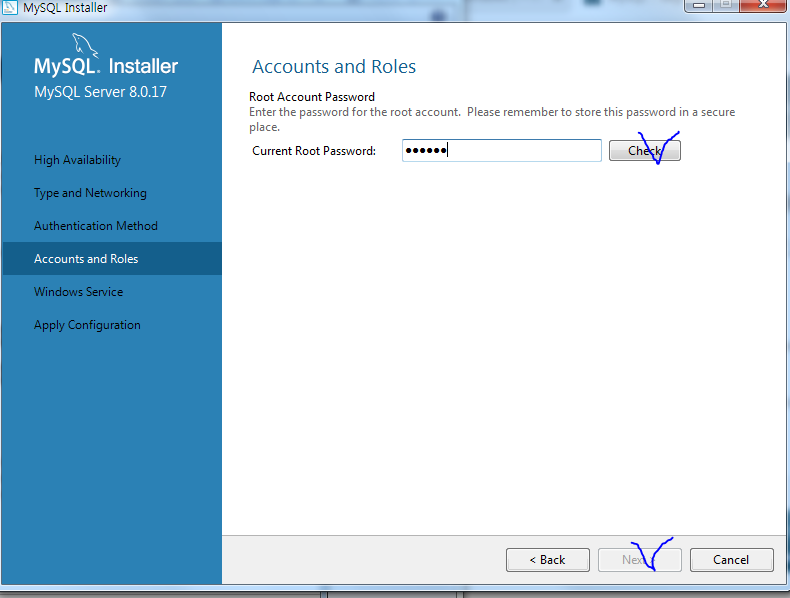 MySQL Installer
MySQL. Installer
MySQL Server 8.0.17
High Availability
Type and Networking
Authentication Method
Accounts and Roles
Windows Service
Apply Configuration
Accounts and Roles
Root Account Password
Enter the password for the root account. Please remember to store this password in a secure
place.
Current Root Password: ●●●●●● Check
< Back Next Cancel